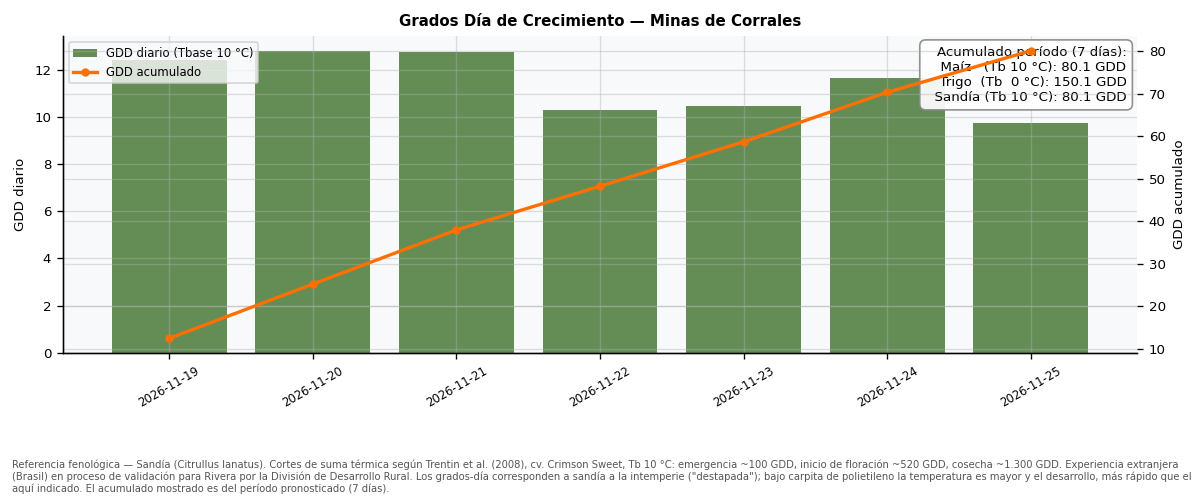 Grados Día de Crecimiento — Minas de Corrales
GDD diario (Tbase 10 °C)
GDD acumulado
Acumulado período (7 días):
Maíz (Tb 10 °C): 80.1 GDD
Trigo (Tb 0 °C): 150.1 GDD
Sandía (Tb 10 °C): 80.1 GDD
GDD diario
12
10
8
6
4
2
0
GDD acumulado
80
70
60
50
40
30
20
10
2026-11-19
2026-11-20
2026-11-21
2026-11-22
2026-11-23
2026-11-24
2026-11-25
Referencia fenológica — Sandía (Citrullus lanatus). Cortes de suma térmica según Trentin et al. (2008), cv. Crimson Sweet, Tb 10 °C: emergencia ~100 GDD, inicio de floración ~520 GDD, cosecha ~1.300 GDD. Experiencia extranjera
(Brasil) en proceso de validación para Rivera por la División de Desarrollo Rural. Los grados-día corresponden a sandía a la intemperie ("destapada"); bajo carpita de polietileno la temperatura es mayor y el desarrollo, más rápido que el
aquí indicado. El acumulado mostrado es del período pronosticado (7 días).